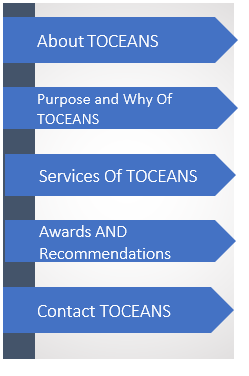 About TOCEANS
Purpose and Why Of
TOCEANS
Services Of TOCEANS
Awards AND
Recommendations
Contact TOCEANS